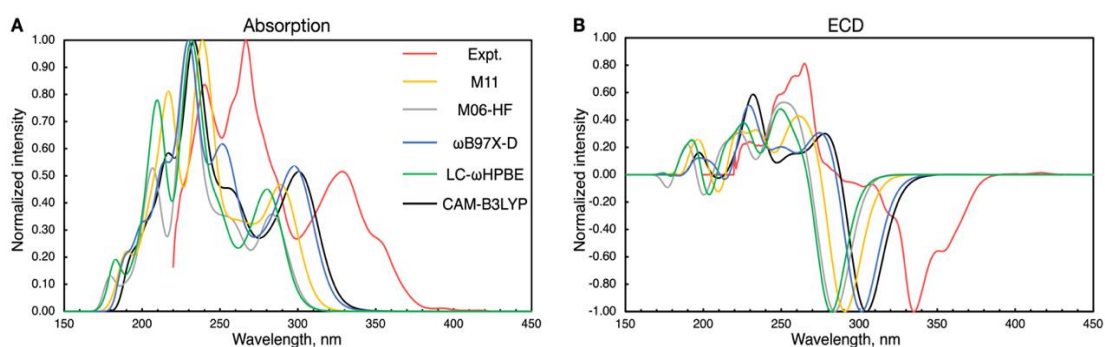 A
Absorption
Normalized intensity
1.00
0.90
0.80
0.70
0.60
0.50
0.40
0.30
0.20
0.10
0.00
150
200
250
300
350
400
450
Wavelength, nm
Expt.
M11
M06-HF
ωB97X-D
LC-ωHPBE
CAM-B3LYP
B
ECD
Normalized intensity
1.00
0.80
0.60
0.40
0.20
0.00
-0.20
-0.40
-0.60
-0.80
-1.00
150
200
250
300
350
400
450
Wavelength, nm